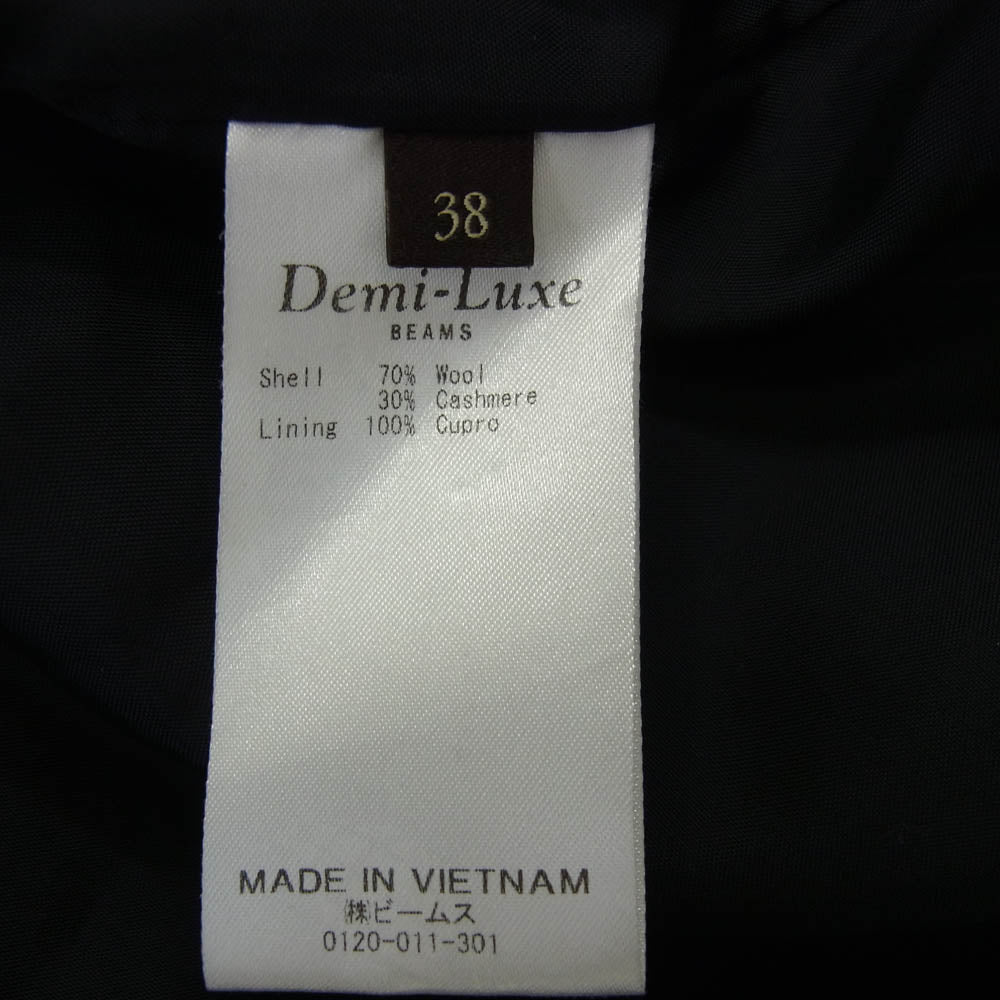 38
Demi-Luxe
BEAMS
Shell 70% Wool
30% Cashmere
Lining 100% Cupro
MADE IN VIETNAM
㈱ビームス
0120-011-301